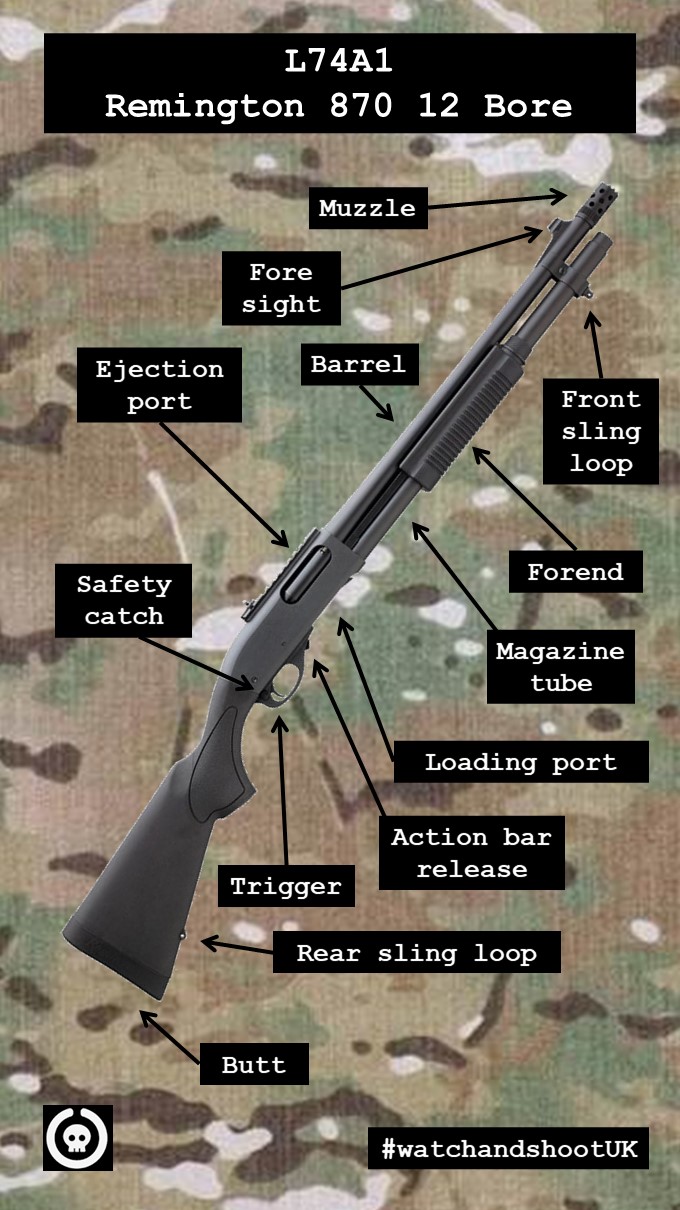 L74A1
Remington 870 12 Bore
Muzzle
Fore
sight
Barrel
Ejection
port
Front
sling
loop
Forend
Safety
catch
Magazine
tube
Loading port
Action bar
release
Trigger
Rear sling loop
Butt
#watchandshootUK